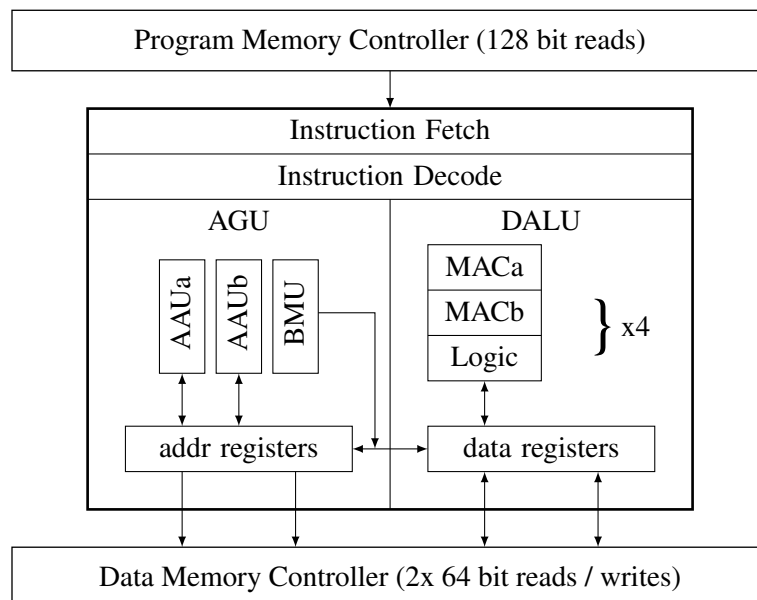 Program Memory Controller (128 bit reads)
Instruction Fetch
Instruction Decode
AGU
DALU
AAUa
AAUb
BMU
MACa
MACb
Logic
} x4
addr registers
data registers
Data Memory Controller (2x 64 bit reads / writes)